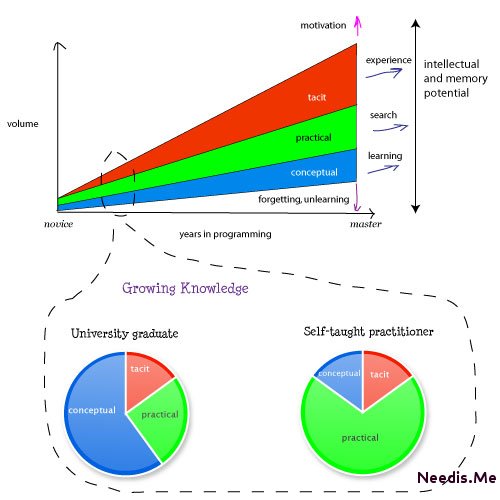 motivation
experience
intellectual
and memory
potential
tacit
search
volume
practical
learning
conceptual
forgetting, unlearning
novice
master
years in programming
Growing Knowledge
University graduate
Self-taught practitioner
tacit
conceptual
practical
conceptual
tacit
practical
Needis.Me